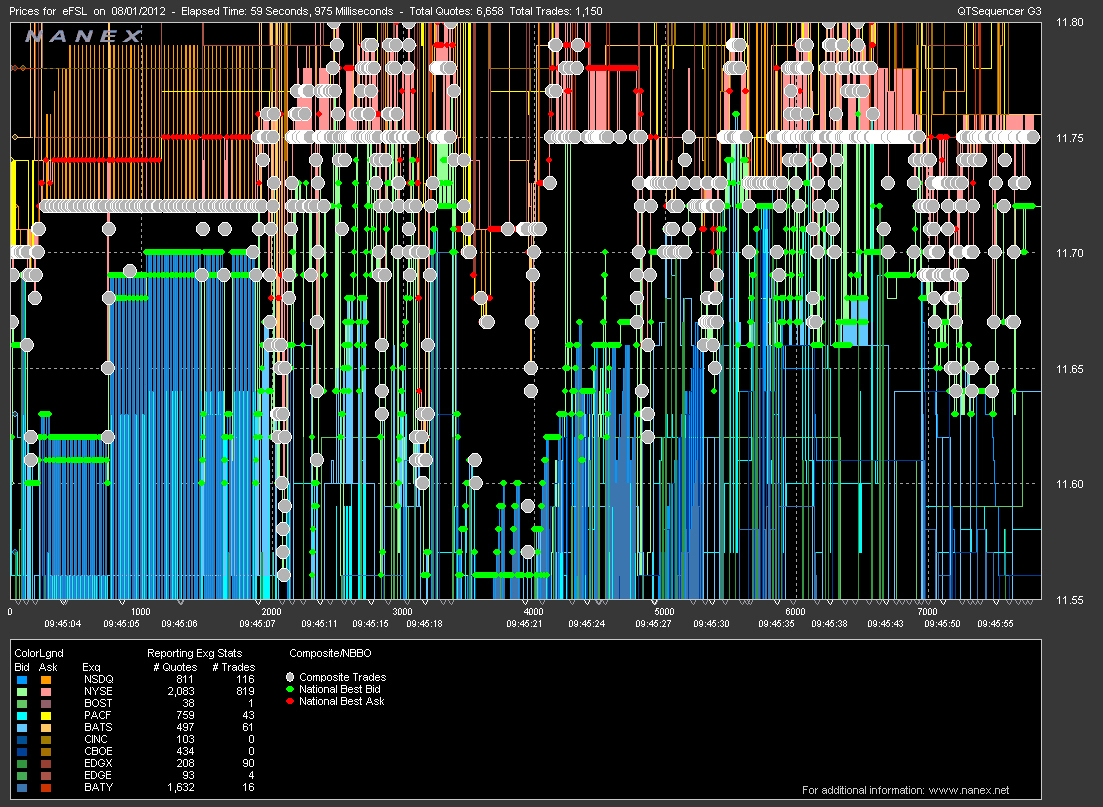 Prices for eFSL on 08/01/2012 - Elapsed Time: 59 Seconds, 975 Milliseconds - Total Quotes: 6,658 Total Trades: 1,150 QTSequencer G3
NANEX
11.80
11.75
11.70
11.65
11.60
11.55
0 1000 2000 3000 4000 5000 6000 7000
09:45:04 09:45:05 09:45:06 09:45:07 09:45:11 09:45:15 09:45:18 09:45:21 09:45:24 09:45:27 09:45:30 09:45:35 09:45:38 09:45:43 09:45:55
ColorLgnd Reporting Exg Stats Composite/NBBO
Bid Ask Exq # Quotes # Trades
NSDQ 811 116 Composite Trades
NYSE 2,083 819 National Best Bid
BOST 38 1 National Best Ask
PACF 759 43
BATS 497 61
CINC 103 0
CBOE 434 0
EDGX 208 90
EDGE 93 4
BATY 1,632 16
For additional information: www.nanex.net